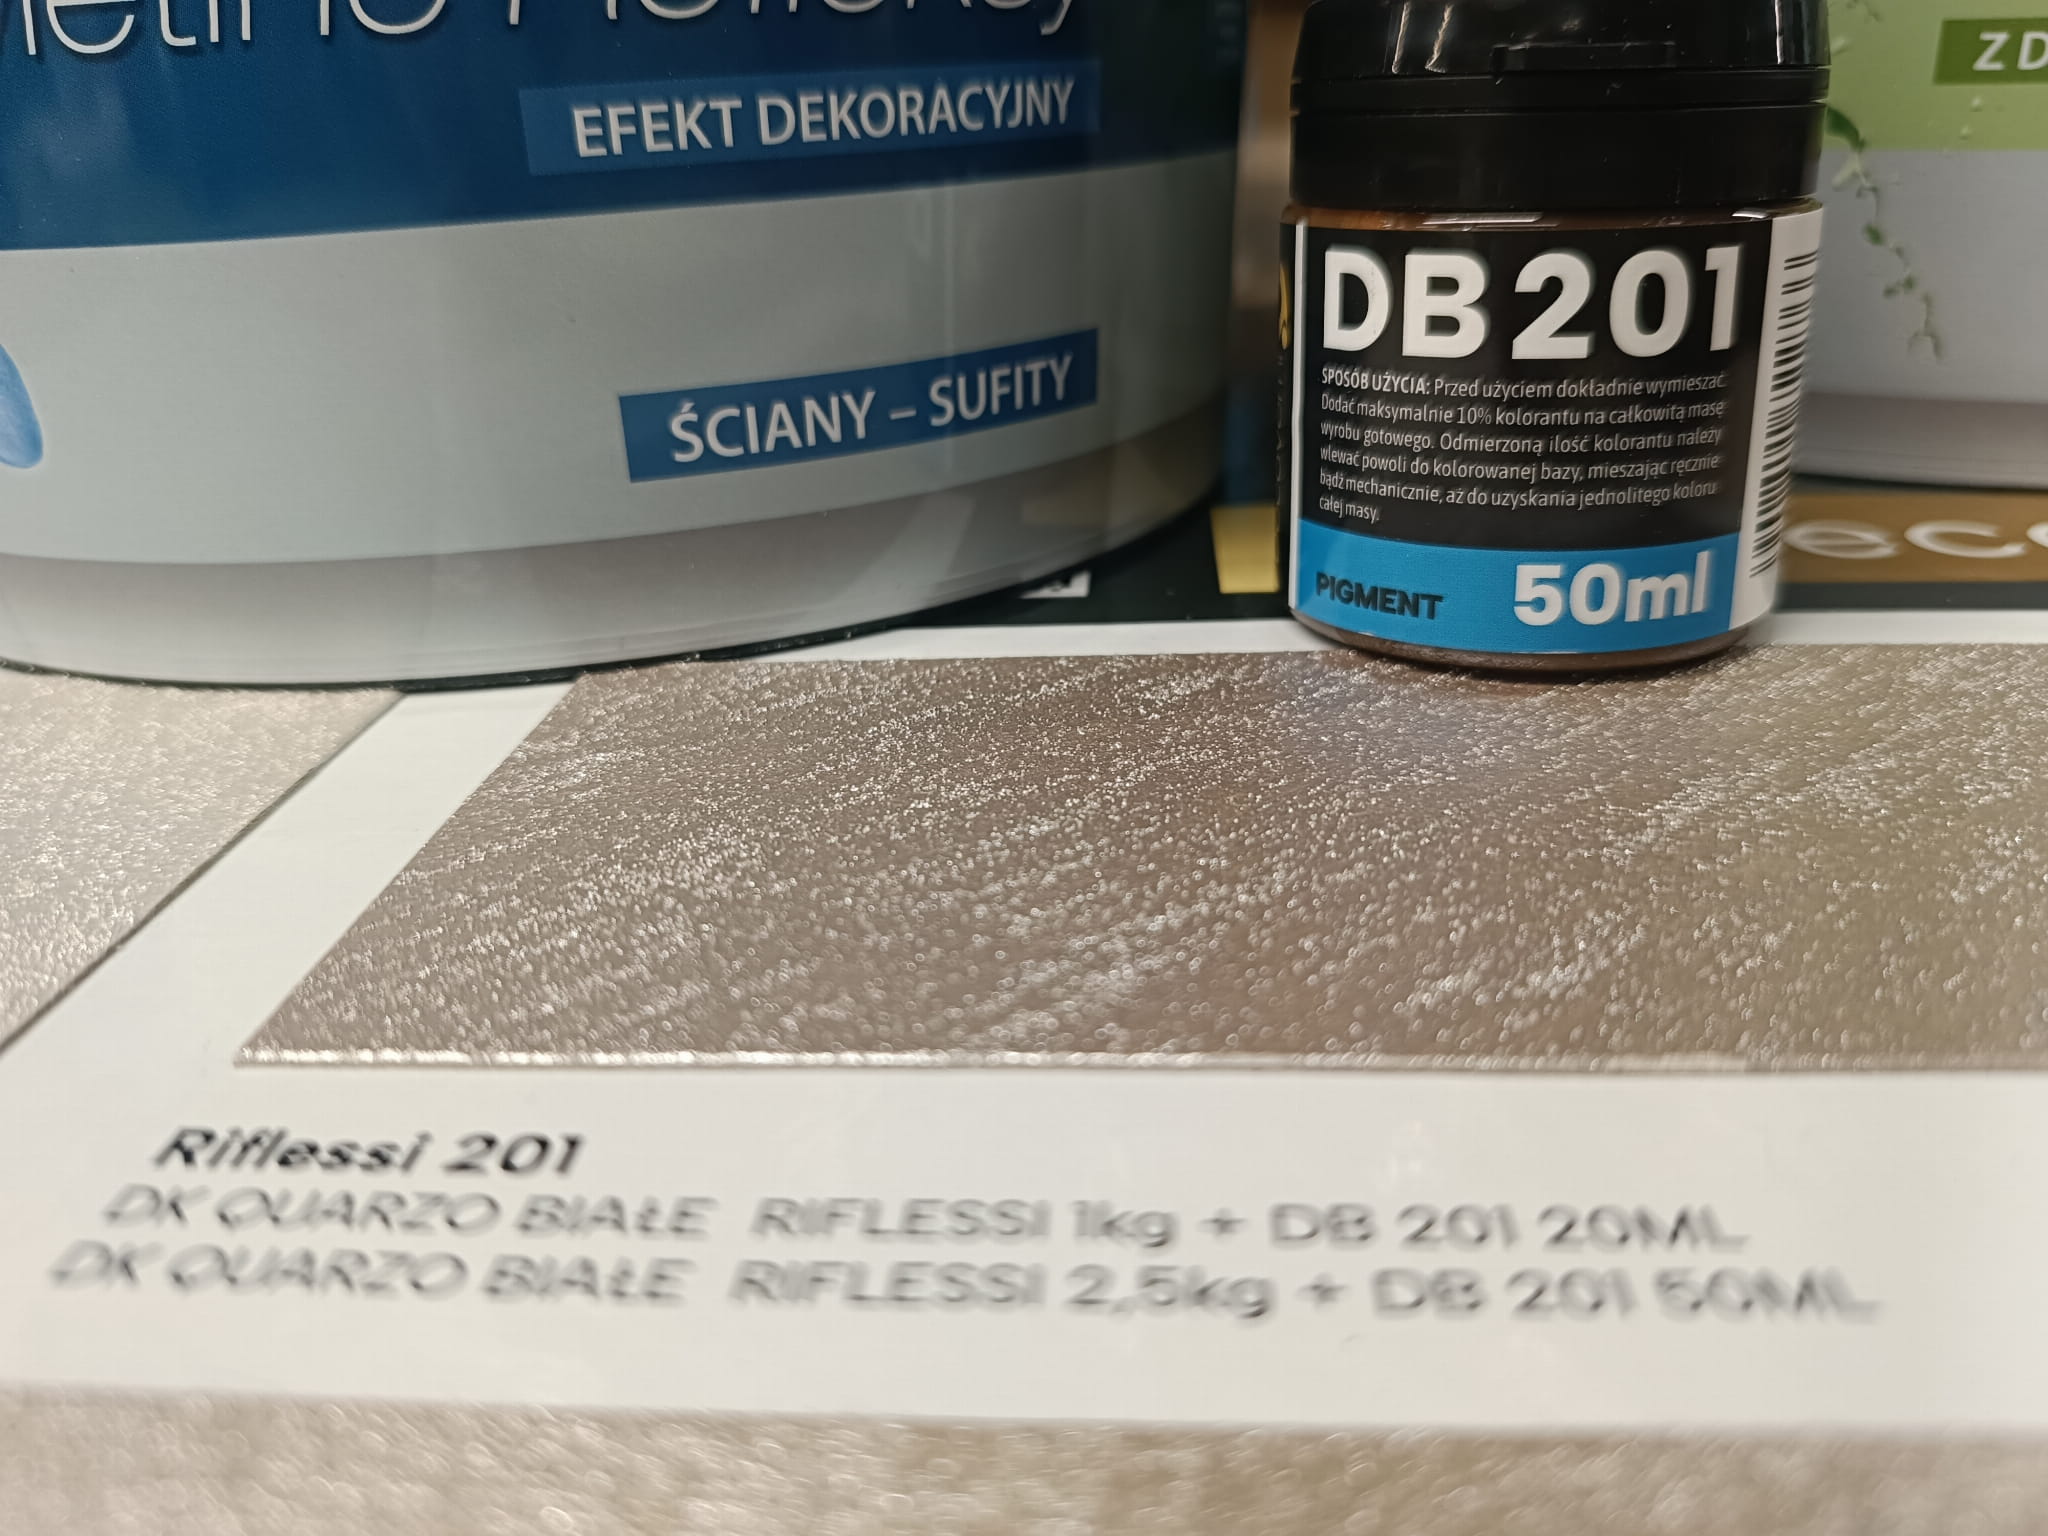 EFEKT DEKORACYJNY
ŚCIANY – SUFITY
Z D
DB201
SPOSÓB UŻYCIA: Przed użyciem dokładnie wymieszać.
Dodać maksymalnie 10% kolorantu na całkowitą masę
wyrobu gotowego. Odmierzoną ilość kolorantu należy
wlewać powoli do kolorowanej bazy, mieszając ręcznie
bądź mechanicznie, aż do uzyskania jednolitego koloru
całej masy.
PIGMENT 50ml
Riflessi 201
DK QUARZO BIAŁE RIFLESSI 1kg + DB 201 20ML
DK QUARZO BIAŁE RIFLESSI 2,5kg + DB 201 50ML